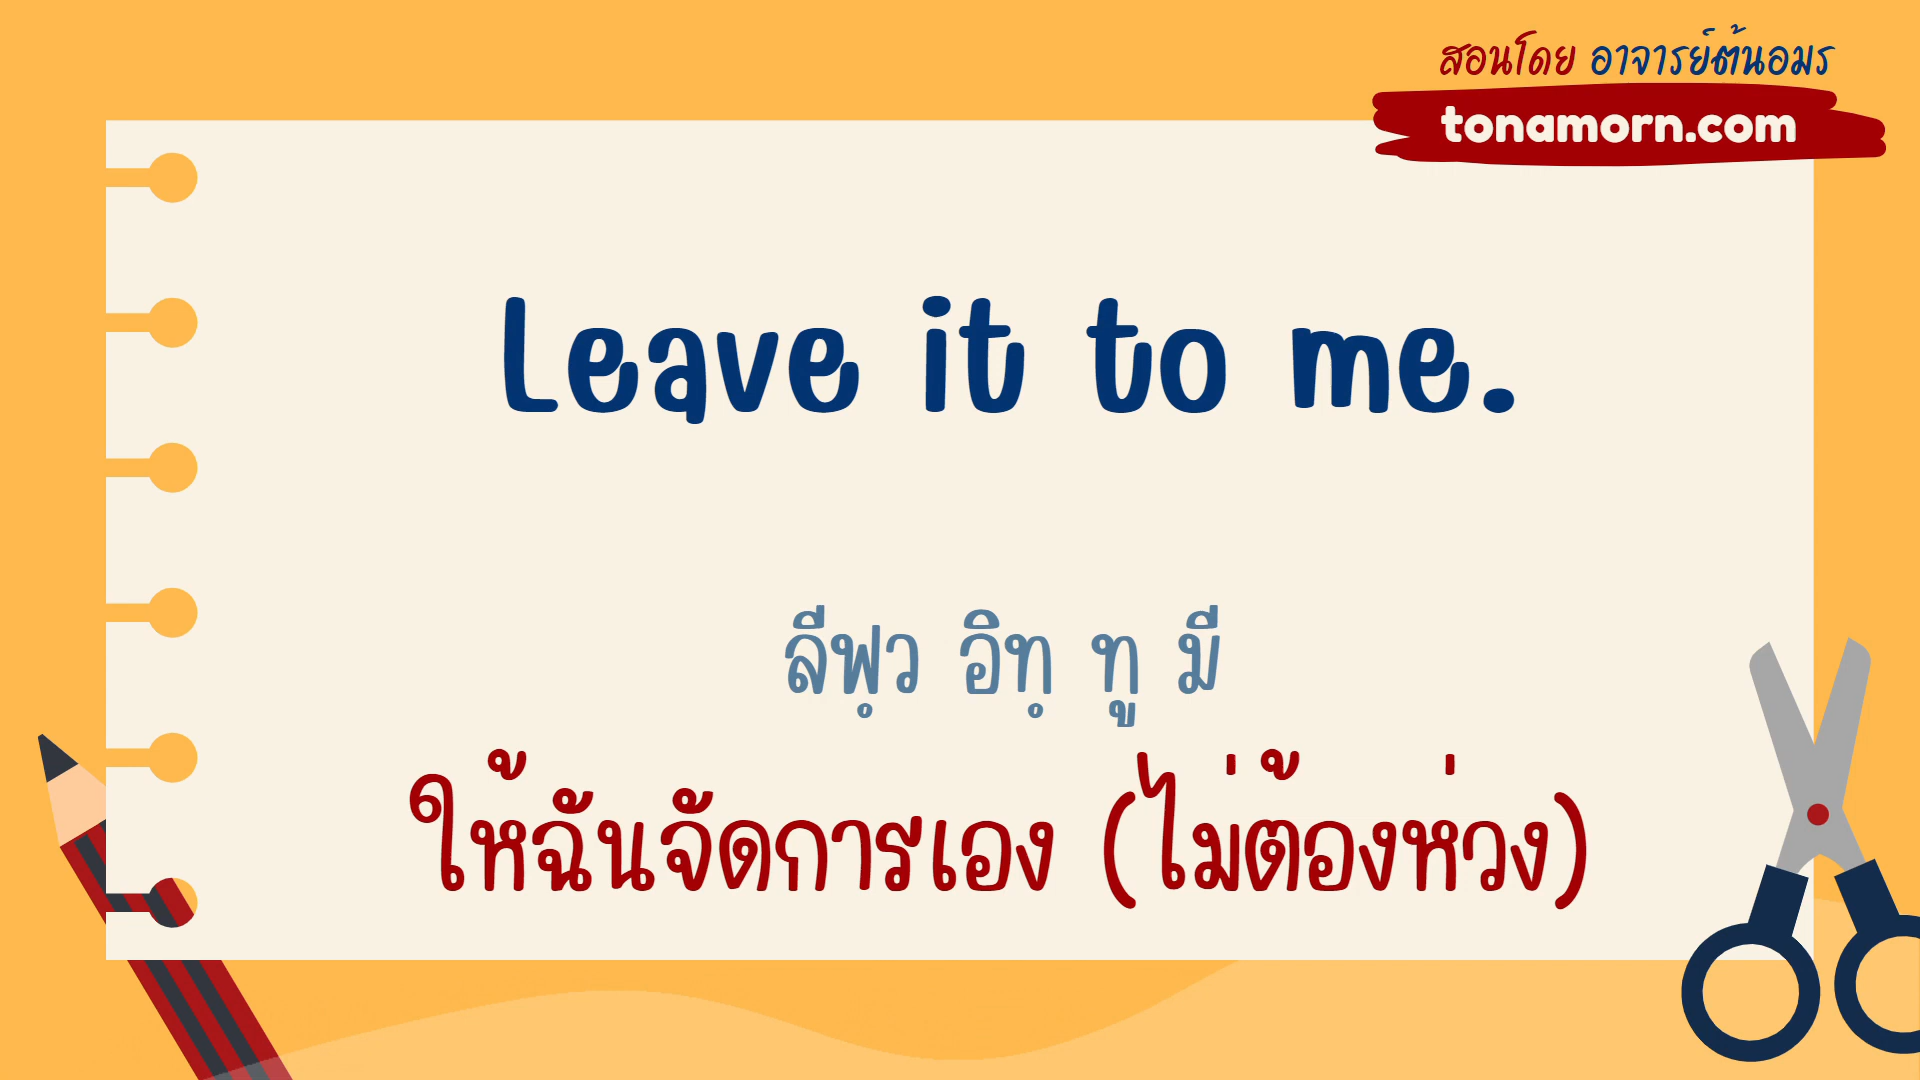 สอนโดย อาจารย์ต้นอมร
tonamorn.com
Leave it to me.
ลีฟฺว อิทฺ ทู มี
ให้ฉันจัดการเอง (ไม่ต้องห่วง)